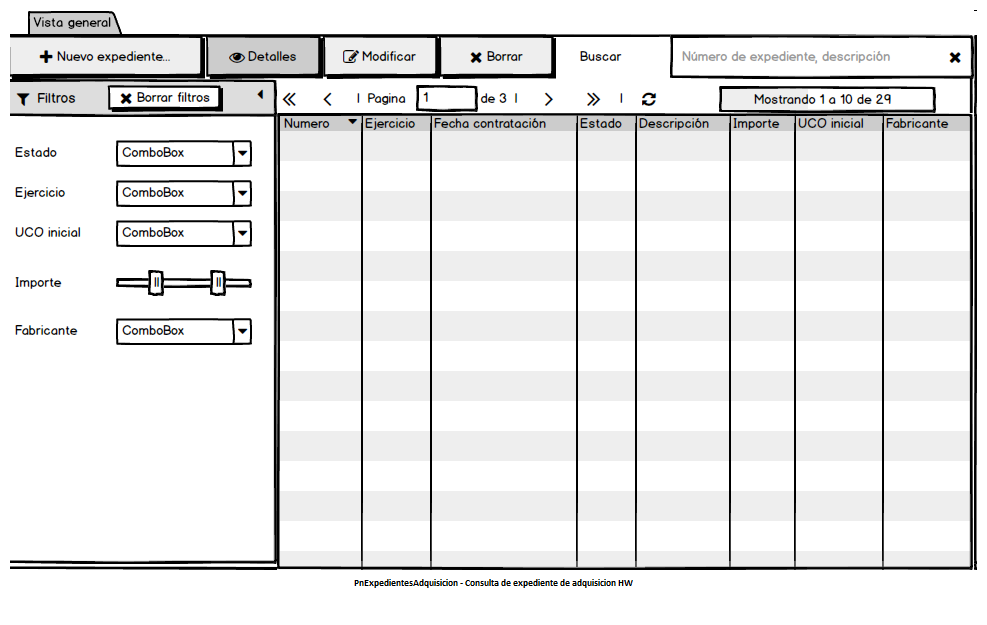 Vista general
Nuevo expediente... Detalles Modificar Borrar Buscar Número de expediente, descripción
Filtros Borrar filtros | Pagina 1 de 3 | | Mostrando 1 a 10 de 29
Numero Ejercicio Fecha contratación Estado Descripción Importe UCO inicial Fabricante
Estado ComboBox
Ejercicio ComboBox
UCO inicial ComboBox
Importe
Fabricante ComboBox
PnExpedientesAdquisicion - Consulta de expediente de adquisicion HW